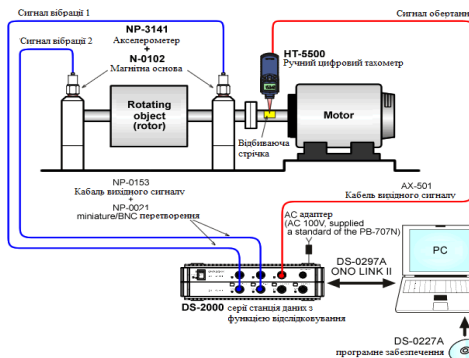 Сигнал вібрації 1
Сигнал вібрації 2
NP-3141
Акселерометр
+
N-0102
Магнітна основа
HT-5500
Ручний цифровий тахометр
Сигнал обертан
Rotating
object
(rotor)
Відбиваюча
стрічка
Motor
NP-0153
Кабаль вихідного сигналу
+
NP-0021
miniature/BNC перетворення
AC адаптер
(AC 100V, supplied
a standard of the PB-707N)
AX-501
Кабель вихідного сигналу
PC
DS-0297A
ONO LINK II
DS-2000 серії станція даних з
функцією відслідковування
DS-0227A
програмне забезпечення